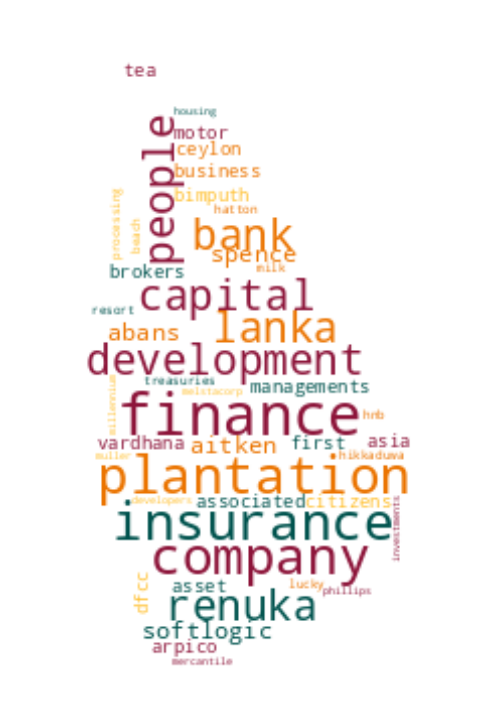 tea
housing
people
motor
ceylon
business
processing
bimputh
beach
hatton
bank
spence
milk
brokers
capital
resort
lanka
abans
development
treasuries
managements
millennium
melstacorp
finance
hnb
vardhana
aitken
first
asia
muller
hikkaduwa
plantation
developers
associated
citizens
investments
insurance
company
dfcc
asset
lucky
phillips
renuka
softlogic
arpico
mercantile